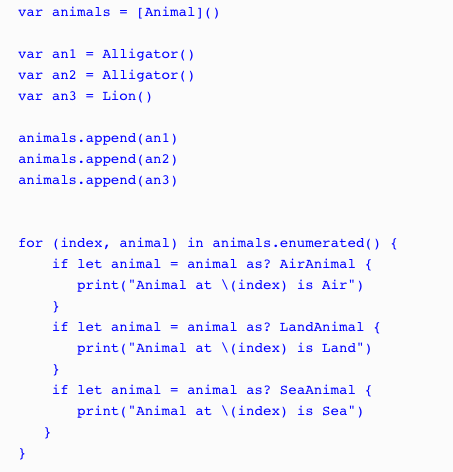 var animals = [Animal]()

var an1 = Alligator()
var an2 = Alligator()
var an3 = Lion()

animals.append(an1)
animals.append(an2)
animals.append(an3)


for (index, animal) in animals.enumerated() {
    if let animal = animal as? AirAnimal {
       print("Animal at \(index) is Air")
    }
    if let animal = animal as? LandAnimal {
       print("Animal at \(index) is Land")
    }
    if let animal = animal as? SeaAnimal {
       print("Animal at \(index) is Sea")
   }
}